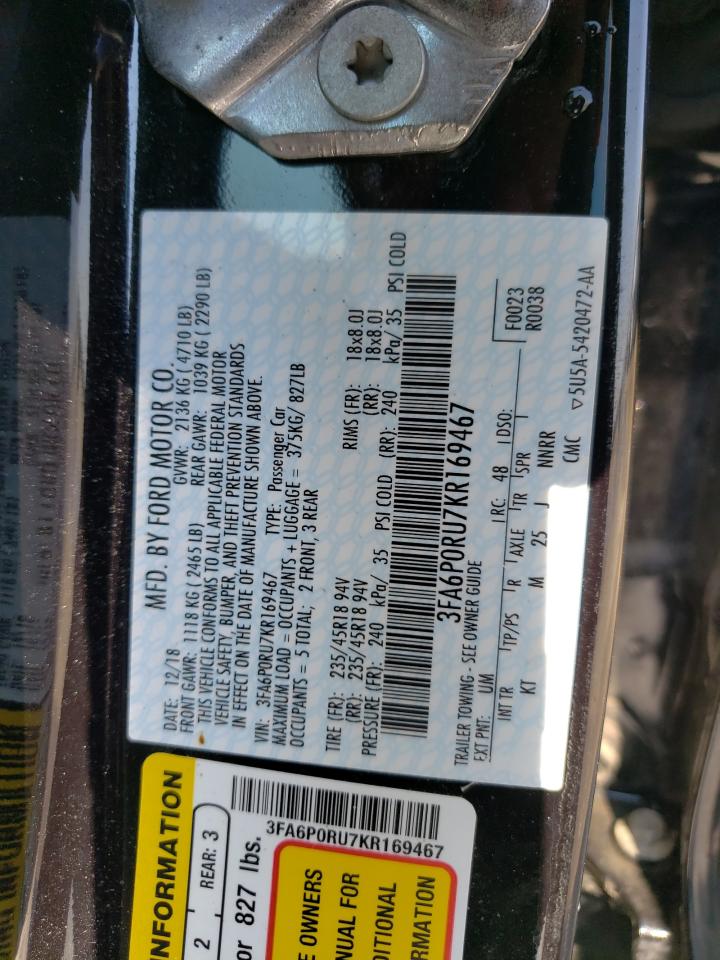 MFD. BY FORD MOTOR CO.
DATE: 12/18 GVWR: 2136 KG ( 4710 LB)
FRONT GAWR: 1118 KG ( 2465 LB) REAR GAWR: 1039 KG ( 2290 LB)
THIS VEHICLE CONFORMS TO ALL APPLICABLE FEDERAL MOTOR
VEHICLE SAFETY, BUMPER, AND THEFT PREVENTION STANDARDS
IN EFFECT ON THE DATE OF MANUFACTURE SHOWN ABOVE.
VIN: 3FA6P0RU7KR169467 TYPE: Passenger Car
MAXIMUM LOAD = OCCUPANTS + LUGGAGE = 375KG/ 827LB
OCCUPANTS = 5 TOTAL; 2 FRONT, 3 REAR
TIRE (FR): 235/45R18 94V RIMS (FR): 18x8.0J
(RR): 235/45R18 94V (RR): 18x8.0J
PRESSURE (FR): 240 kPa/ 35 PSI COLD (RR): 240 kPa/ 35 PSI COLD
3FA6P0RU7KR169467
TRAILER TOWING - SEE OWNER GUIDE
EXT PNT: UM RC: 48 DSO: F0023
R0038
INT TR TP/PS R AXLE TR SPR
KT M 25 J NNRR
CMC ▽5U5A-5420472-AA
INFORMATION
2 REAR: 3
or 827 lbs.
3FA6P0RU7KR169467
E OWNERS
NUAL FOR
DITIONAL
RMATION